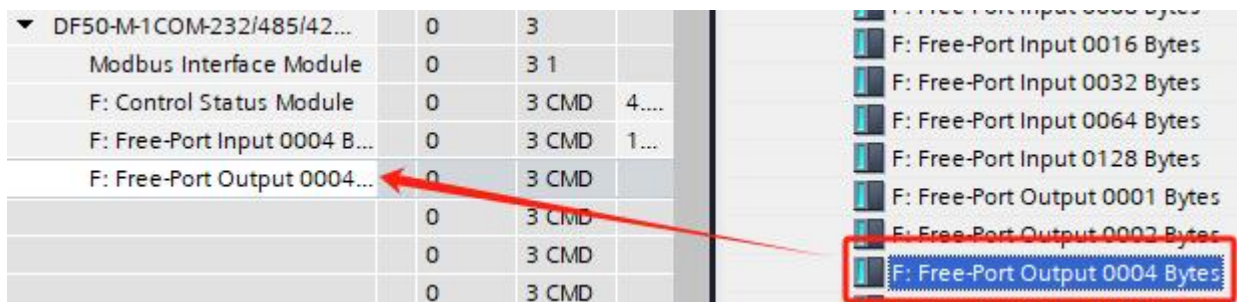 DF50-M-1COM-232/485/42... 0 3
Modbus Interface Module 0 3 1
F: Control Status Module 0 3 CMD 4....
F: Free-Port Input 0004 B... 0 3 CMD 1...
F: Free-Port Output 0004... 0 3 CMD
0 3 CMD
0 3 CMD
0 3 CMD
F: Free-Port Input 0016 Bytes
F: Free-Port Input 0032 Bytes
F: Free-Port Input 0064 Bytes
F: Free-Port Input 0128 Bytes
F: Free-Port Output 0001 Bytes
F: Free-Port Output 0002 Bytes
F: Free-Port Output 0004 Bytes